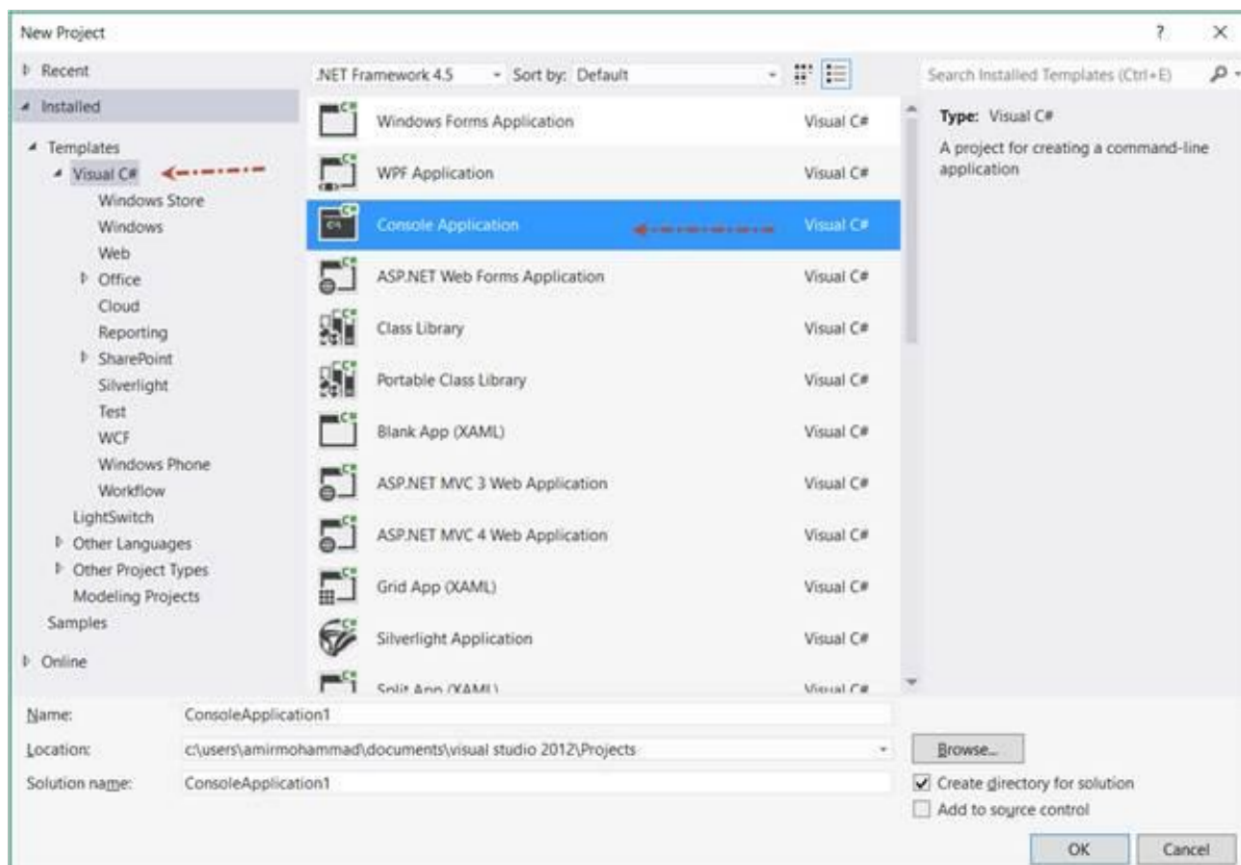 New Project
?
Recent
Installed
Templates
Visual C#
Windows Store
Windows
Web
Office
Cloud
Reporting
SharePoint
Silverlight
Test
WCF
Windows Phone
Workflow
LightSwitch
Other Languages
Other Project Types
Modeling Projects
Samples
Online
.NET Framework 4.5 Sort by: Default
Windows Forms Application Visual C#
WPF Application Visual C#
Console Application Visual C#
ASP.NET Web Forms Application Visual C#
Class Library Visual C#
Portable Class Library Visual C#
Blank App (XAML) Visual C#
ASP.NET MVC 3 Web Application Visual C#
ASP.NET MVC 4 Web Application Visual C#
Grid App (XAML) Visual C#
Silverlight Application Visual C#
Split App (XAML) Visual C#
Search Installed Templates (Ctrl+E)
Type: Visual C#
A project for creating a command-line
application
Name: ConsoleApplication1
Location: c:\users\amirmohammad\documents\visual studio 2012\Projects
Browse...
Solution name: ConsoleApplication1
Create directory for solution
Add to source control
OK Cancel